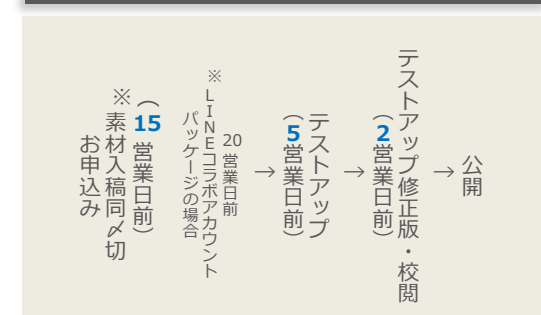 （15営業日前）
※素材入稿同〆切
お申込み
20営業日前
※LINEコラボアカウント
パッケージの場合
→
テストアップ
（5営業日前）
→
テストアップ修正版・校閲
（2営業日前）
→
公開